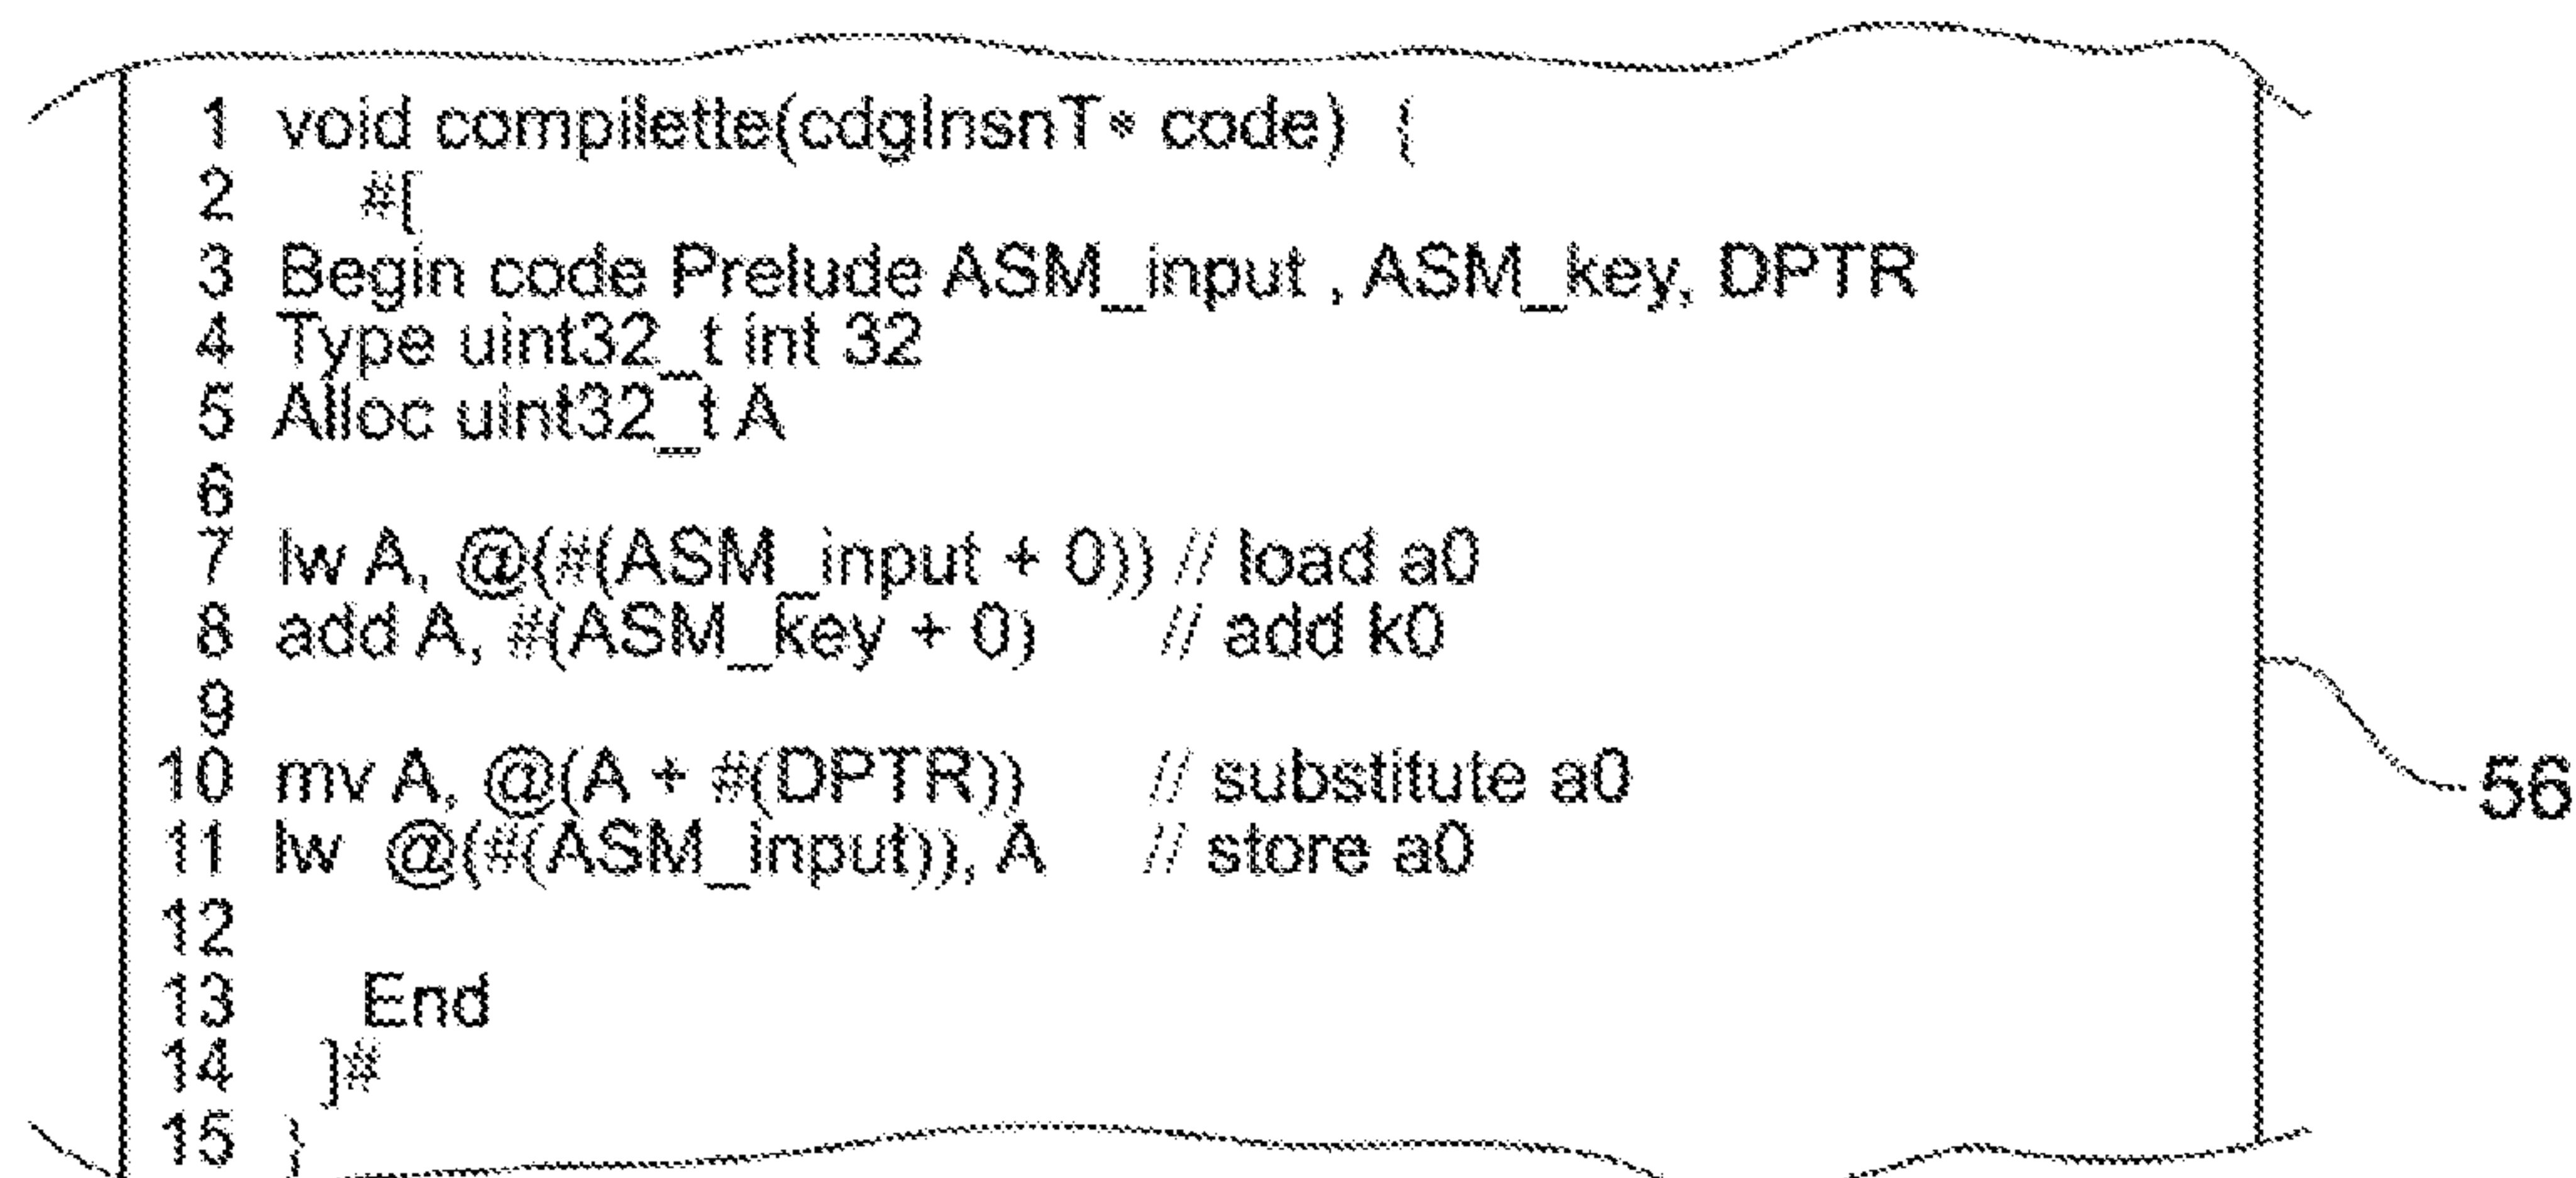 1 void compilette(cdgInsnT* code) {
2 #[
3 Begin code Prelude ASM_input , ASM_key, DPTR
4 Type uint32_t int 32
5 Alloc uint32_t A
6
7 lw A, @(#(ASM_input + 0)) // load a0
8 add A, #(ASM_key + 0) // add k0
9
10 mv A, @(A + #(DPTR)) // substitute a0
11 lw @(#(ASM_input)), A // store a0
12
13 End
14 ]#
15 }
56